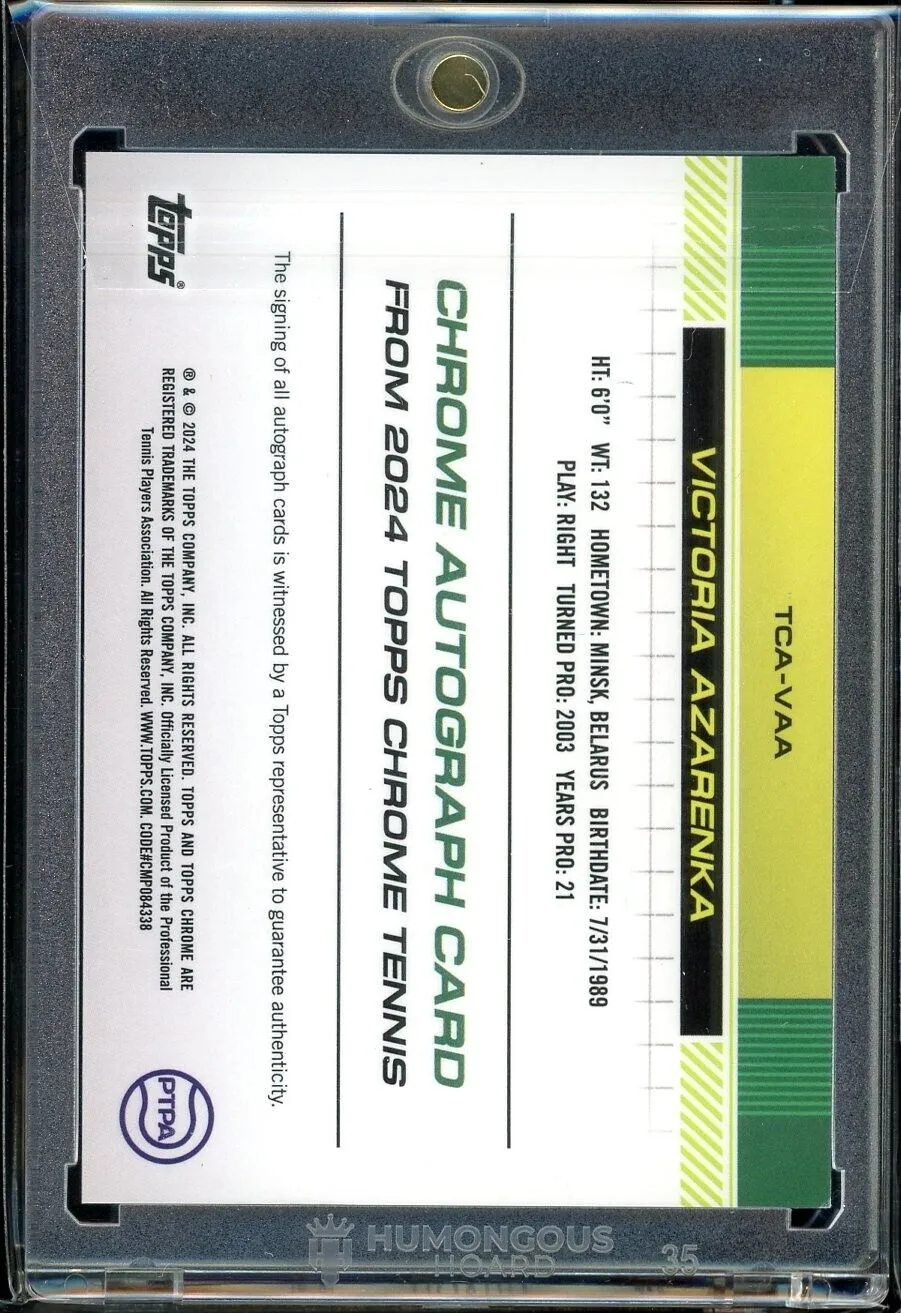 TCA-VAA
VICTORIA AZARENKA
HT: 6'0" WT: 132 HOMETOWN: MINSK, BELARUS BIRTHDATE: 7/31/1989
PLAY: RIGHT TURNED PRO: 2003 YEARS PRO: 21
CHROME AUTOGRAPH CARD
FROM 2024 TOPPS CHROME TENNIS
The signing of all autograph cards is witnessed by a Topps representative to guarantee authenticity.
topps®
® & © 2024 THE TOPPS COMPANY, INC. ALL RIGHTS RESERVED. TOPPS AND TOPPS CHROME ARE
REGISTERED TRADEMARKS OF THE TOPPS COMPANY, INC. Officially Licensed Product of the Professional
Tennis Players Association. All Rights Reserved. WWW.TOPPS.COM. CODE#CMP084338
PTPA
HUMONGOUS
HOARD
35